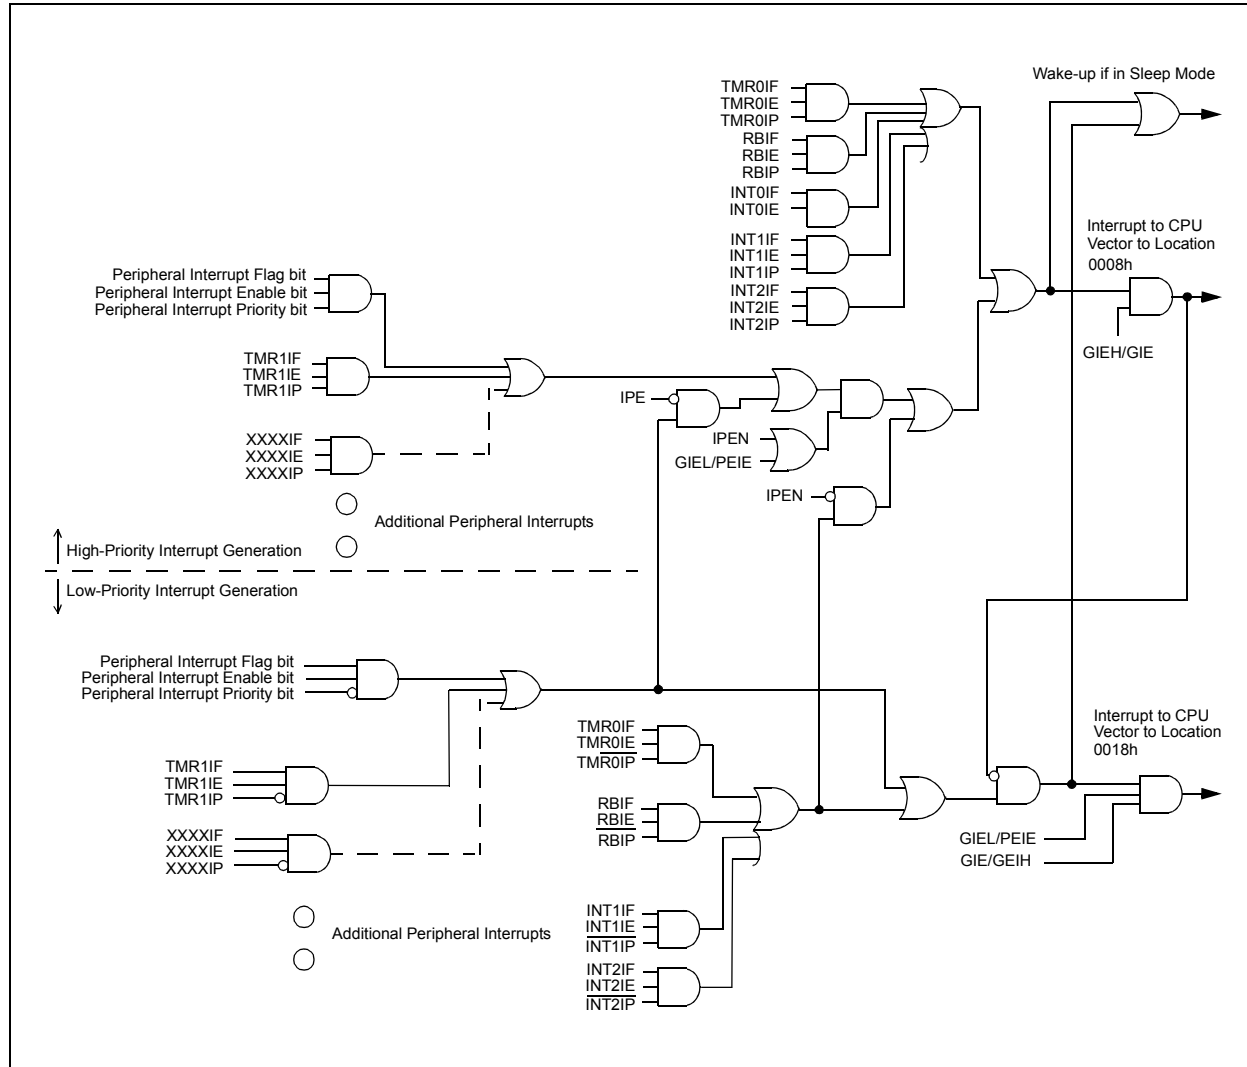 Wake-up if in Sleep Mode
TMR0IF
TMR0IE
TMR0IP
RBIF
RBIE
RBIP
INT0IF
INT0IE
INT1IF
INT1IE
INT1IP
INT2IF
INT2IE
INT2IP
Interrupt to CPU
Vector to Location
0008h
GIEH/GIE
Peripheral Interrupt Flag bit
Peripheral Interrupt Enable bit
Peripheral Interrupt Priority bit
TMR1IF
TMR1IE
TMR1IP
XXXXIF
XXXXIE
XXXXIP
IPE
IPEN
GIEL/PEIE
IPEN
Additional Peripheral Interrupts
High-Priority Interrupt Generation
Low-Priority Interrupt Generation
Peripheral Interrupt Flag bit
Peripheral Interrupt Enable bit
Peripheral Interrupt Priority bit
TMR1IF
TMR1IE
TMR1IP
XXXXIF
XXXXIE
XXXXIP
Additional Peripheral Interrupts
TMR0IF
TMR0IE
TMR0IP
RBIF
RBIE
RBIP
INT1IF
INT1IE
INT1IP
INT2IF
INT2IE
INT2IP
Interrupt to CPU
Vector to Location
0018h
GIEL/PEIE
GIE/GEIH